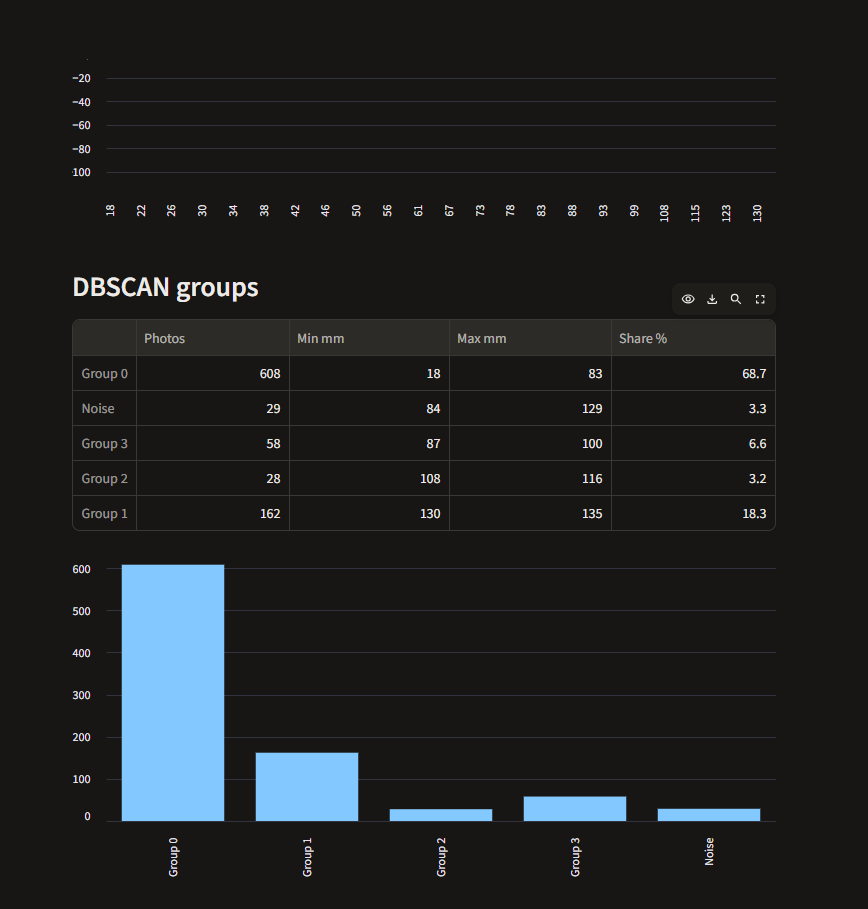 −20
−40
−60
−80
100
18 22 26 30 34 38 42 46 50 56 61 67 73 78 83 88 93 99 108 115 123 130
DBSCAN groups
Photos Min mm Max mm Share %
Group 0 608 18 83 68.7
Noise 29 84 129 3.3
Group 3 58 87 100 6.6
Group 2 28 108 116 3.2
Group 1 162 130 135 18.3
600
500
400
300
200
100
0
Group 0 Group 1 Group 2 Group 3 Noise